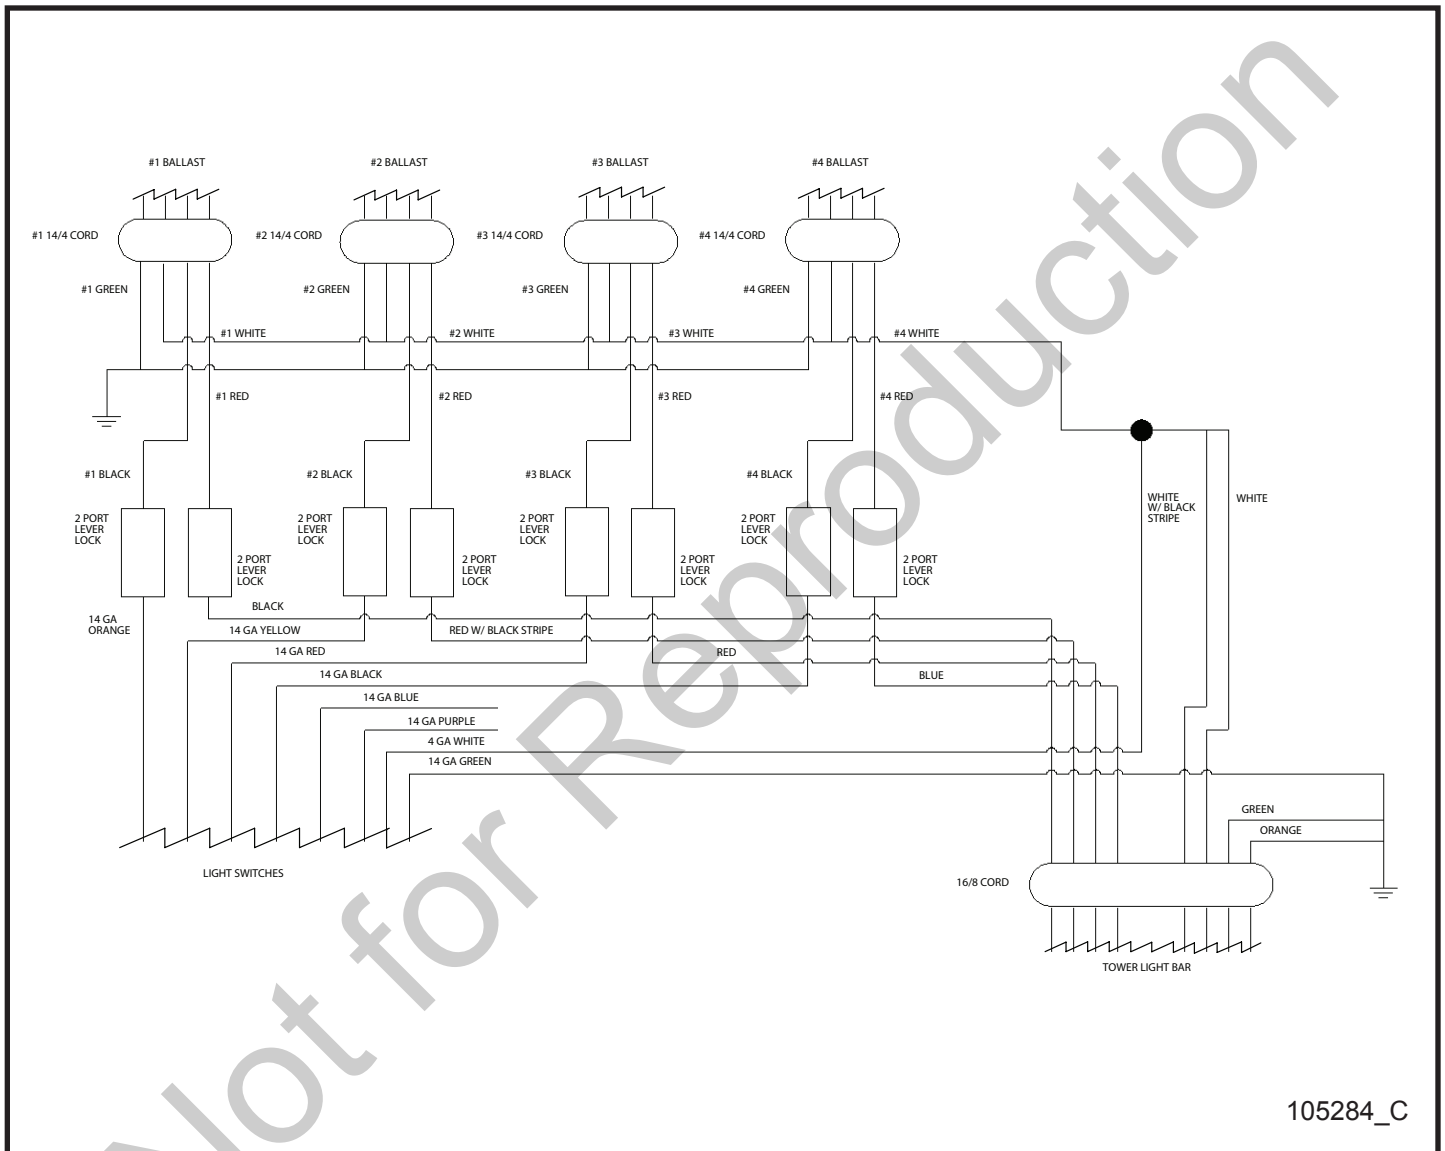 #1 BALLAST
#2 BALLAST
#3 BALLAST
#4 BALLAST
#1 14/4 CORD
#2 14/4 CORD
#3 14/4 CORD
#4 14/4 CORD
#1 GREEN
#2 GREEN
#3 GREEN
#4 GREEN
#1 WHITE
#2 WHITE
#3 WHITE
#4 WHITE
#1 RED
#2 RED
#3 RED
#4 RED
#1 BLACK
#2 BLACK
#3 BLACK
#4 BLACK
WHITE
W/ BLACK
STRIPE
WHITE
2 PORT
LEVER
LOCK
2 PORT
LEVER
LOCK
2 PORT
LEVER
LOCK
2 PORT
LEVER
LOCK
2 PORT
LEVER
LOCK
2 PORT
LEVER
LOCK
2 PORT
LEVER
LOCK
2 PORT
LEVER
LOCK
BLACK
14 GA
ORANGE
14 GA YELLOW
RED W/ BLACK STRIPE
14 GA RED
RED
14 GA BLACK
BLUE
14 GA BLUE
14 GA PURPLE
4 GA WHITE
14 GA GREEN
GREEN
ORANGE
LIGHT SWITCHES
16/8 CORD
TOWER LIGHT BAR
105284_C
Not for Reproduction